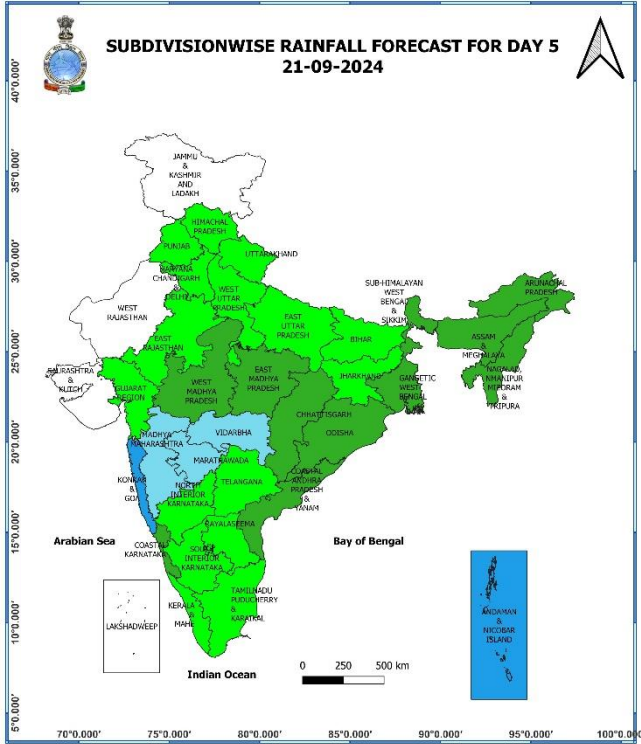 SUBDIVISIONWISE RAINFALL FORECAST FOR DAY 5
21-09-2024
40°0.000'
35°0.000'
30°0.000'
25°0.000'
20°0.000'
15°0.000'
10°0.000'
5°0.000'
JAMMU
&
KASHMIR
AND
LADAKH
HIMACHAL
PRADESH
PUNJAB
UTTARAKHAND
HARYANA
CHANDIGARH
&
DELHI
WEST
UTTAR
PRADESH
WEST
RAJASTHAN
EAST
RAJASTHAN
EAST
UTTAR
PRADESH
SUB-HIMALAYAN
WEST
BENGAL
&
SIKKIM
ARUNACHAL
PRADESH
ASSAM
&
MEGHALAYA
NAGALAD,
MANIPUR
MIZORAM
&
TRIPURA
BIHAR
JHARKHAND
GANGETIC
WEST
BENGAL
SAURASHTRA
&
KUTCH
GUJARAT
REGION
WEST
MADHYA
PRADESH
EAST
MADHYA
PRADESH
CHHATTISGARH
ODISHA
MADHYA
MAHARASHTRA
VIDARBHA
MARATHAWADA
KONKAN
&
GOA
NORTH
INTERIOR
KARNATAKA
TELANGANA
COASTAL
ANDHRA
PRADESH
&
YANAM
RAYALASEEMA
COASTAL
KARNATAKA
SOUTH
INTERIOR
KARNATAKA
TAMILNADU
PUDUCHERRY
&
KARAIKAL
KERALA
&
MAHE
LAKSHADWEEP
ANDAMAN
&
NICOBAR
ISLAND
Arabian Sea
Bay of Bengal
Indian Ocean
0 250 500 km
70°0.000' 75°0.000' 80°0.000' 85°0.000' 90°0.000' 95°0.000' 100°0.000'